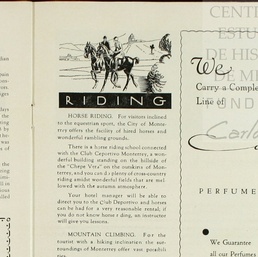 RIDING
HORSE RIDING. For visitors inclined
to the equestrian sport, the City of Monte-
rrey offers the facility of hired horses and
wonderful rambling grounds.
There is a horse riding school connected
with the Club Deportivo Monterrey, a won-
derful building standing on the hillside of
the "Chepe Vera" on the outskirts of Mon-
terrey, and you can do plenty of cross-country
riding amidst wonderful fields that are mel-
lowed with the autumn atmosphere.
Your hotel manager will be able to
direct you to the Club Deportivo and horses
can be had for a very reasonable rental, if
you do not know horse riding, an instructor
will give you lessons.
MOUNTAIN CLIMBING. For the
tourist with a hiking inclination the sur-
roundings of Monterrey offer vast possibili-
We
Carry a Comple
Line of
PERFUME
We Guarantee
all our Perfumes
CENTR
ESTU
DE HIS